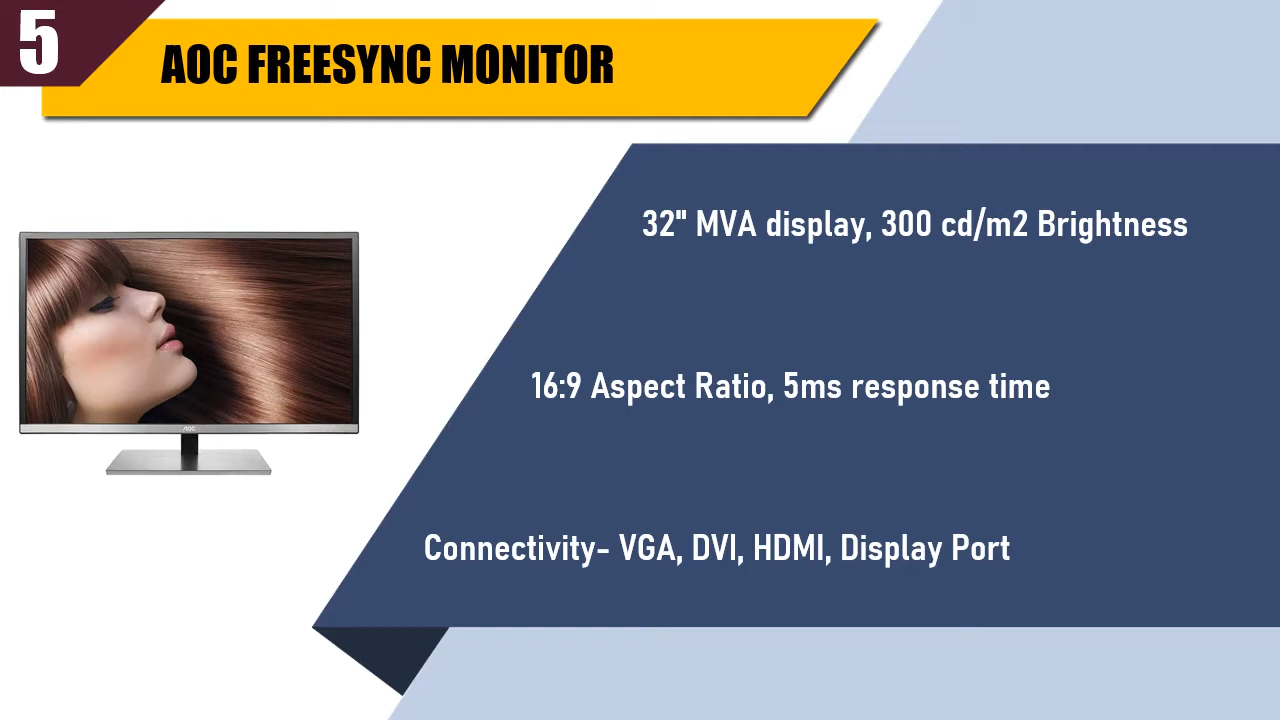 5
AOC FREESYNC MONITOR
32" MVA display, 300 cd/m2 Brightness
16:9 Aspect Ratio, 5ms response time
AOC
Connectivity- VGA, DVI, HDMI, Display Port